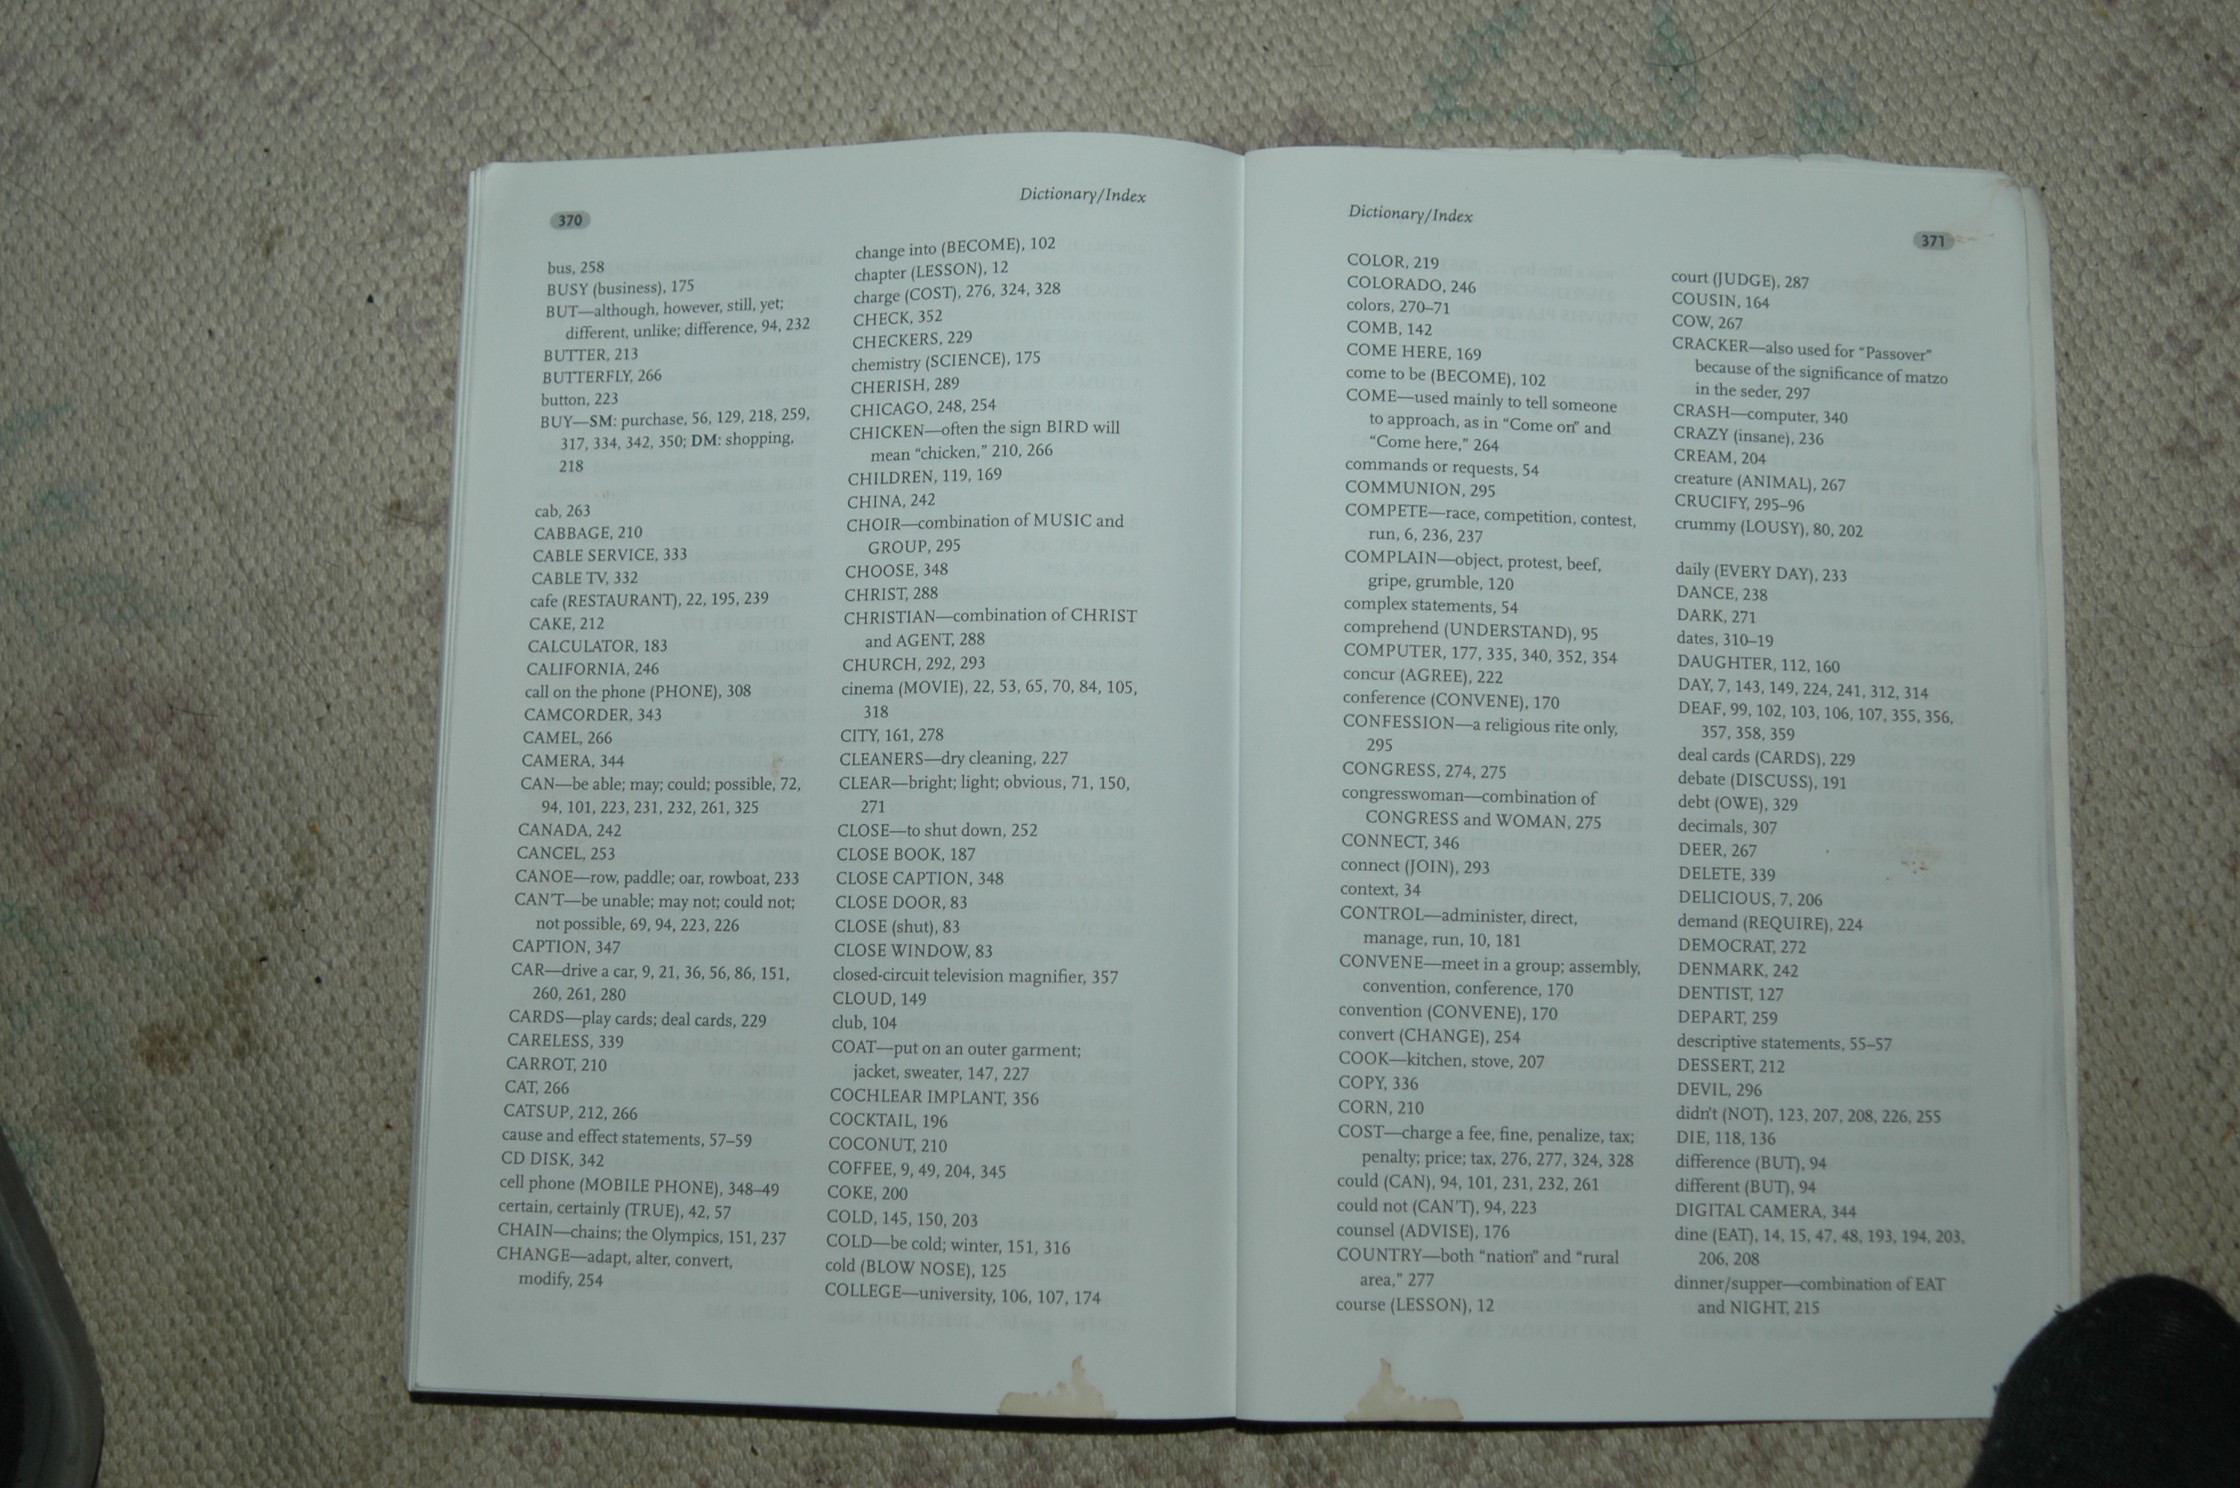 370
Dictionary/Index
bus, 258
BUSY (business), 175
BUT—although, however, still, yet;
different, unlike; difference, 94, 232
BUTTER, 213
BUTTERFLY, 266
button, 223
BUY—SM: purchase, 56, 129, 218, 259,
317, 334, 342, 350; DM: shopping,
218
cab, 263
CABBAGE, 210
CABLE SERVICE, 333
CABLE TV, 332
cafe (RESTAURANT), 22, 195, 239
CAKE, 212
CALCULATOR, 183
CALIFORNIA, 246
call on the phone (PHONE), 308
CAMCORDER, 343
CAMEL, 266
CAMERA, 344
CAN—be able; may; could; possible, 72,
94, 101, 223, 231, 232, 261, 325
CANADA, 242
CANCEL, 253
CANOE—row, paddle; oar, rowboat, 233
CAN'T—be unable; may not; could not;
not possible, 69, 94, 223, 226
CAPTION, 347
CAR—drive a car, 9, 21, 36, 56, 86, 151,
260, 261, 280
CARDS—play cards; deal cards, 229
CARELESS, 339
CARROT, 210
CAT, 266
CATSUP, 212, 266
cause and effect statements, 57–59
CD DISK, 342
cell phone (MOBILE PHONE), 348–49
certain, certainly (TRUE), 42, 57
CHAIN—chains; the Olympics, 151, 237
CHANGE—adapt, alter, convert,
modify, 254
change into (BECOME), 102
chapter (LESSON), 12
charge (COST), 276, 324, 328
CHECK, 352
CHECKERS, 229
chemistry (SCIENCE), 175
CHERISH, 289
CHICAGO, 248, 254
CHICKEN—often the sign BIRD will
mean “chicken,” 210, 266
CHILDREN, 119, 169
CHINA, 242
CHOIR—combination of MUSIC and
GROUP, 295
CHOOSE, 348
CHRIST, 288
CHRISTIAN—combination of CHRIST
and AGENT, 288
CHURCH, 292, 293
cinema (MOVIE), 22, 53, 65, 70, 84, 105,
318
CITY, 161, 278
CLEANERS—dry cleaning, 227
CLEAR—bright; light; obvious, 71, 150,
271
CLOSE—to shut down, 252
CLOSE BOOK, 187
CLOSE CAPTION, 348
CLOSE DOOR, 83
CLOSE (shut), 83
CLOSE WINDOW, 83
closed-circuit television magnifier, 357
CLOUD, 149
club, 104
COAT—put on an outer garment;
jacket, sweater, 147, 227
COCHLEAR IMPLANT, 356
COCKTAIL, 196
COCONUT, 210
COFFEE, 9, 49, 204, 345
COKE, 200
COLD, 145, 150, 203
COLD—be cold; winter, 151, 316
cold (BLOW NOSE), 125
COLLEGE—university, 106, 107, 174
Dictionary/Index
371
COLOR, 219
COLORADO, 246
colors, 270–71
COMB, 142
COME HERE, 169
come to be (BECOME), 102
COME—used mainly to tell someone
to approach, as in “Come on” and
“Come here,” 264
commands or requests, 54
COMMUNION, 295
COMPETE—race, competition, contest,
run, 6, 236, 237
COMPLAIN—object, protest, beef,
gripe, grumble, 120
complex statements, 54
comprehend (UNDERSTAND), 95
COMPUTER, 177, 335, 340, 352, 354
concur (AGREE), 222
conference (CONVENE), 170
CONFESSION—a religious rite only,
295
CONGRESS, 274, 275
congresswoman—combination of
CONGRESS and WOMAN, 275
CONNECT, 346
connect (JOIN), 293
context, 34
CONTROL—administer, direct,
manage, run, 10, 181
CONVENE—meet in a group; assembly,
convention, conference, 170
convention (CONVENE), 170
convert (CHANGE), 254
COOK—kitchen, stove, 207
COPY, 336
CORN, 210
COST—charge a fee, fine, penalize, tax;
penalty; price; tax, 276, 277, 324, 328
could (CAN), 94, 101, 231, 232, 261
could not (CAN'T), 94, 223
counsel (ADVISE), 176
COUNTRY—both “nation” and “rural
area,” 277
course (LESSON), 12
court (JUDGE), 287
COUSIN, 164
COW, 267
CRACKER—also used for “Passover”
because of the significance of matzo
in the seder, 297
CRASH—computer, 340
CRAZY (insane), 236
CREAM, 204
creature (ANIMAL), 267
CRUCIFY, 295–96
crummy (LOUSY), 80, 202
daily (EVERY DAY), 233
DANCE, 238
DARK, 271
dates, 310–19
DAUGHTER, 112, 160
DAY, 7, 143, 149, 224, 241, 312, 314
DEAF, 99, 102, 103, 106, 107, 355, 356,
357, 358, 359
deal cards (CARDS), 229
debate (DISCUSS), 191
debt (OWE), 329
decimals, 307
DEER, 267
DELETE, 339
DELICIOUS, 7, 206
demand (REQUIRE), 224
DEMOCRAT, 272
DENMARK, 242
DENTIST, 127
DEPART, 259
descriptive statements, 55–57
DESSERT, 212
DEVIL, 296
didn't (NOT), 123, 207, 208, 226, 255
DIE, 118, 136
difference (BUT), 94
different (BUT), 94
DIGITAL CAMERA, 344
dine (EAT), 14, 15, 47, 48, 193, 194, 203,
206, 208
dinner/supper—combination of EAT
and NIGHT, 215